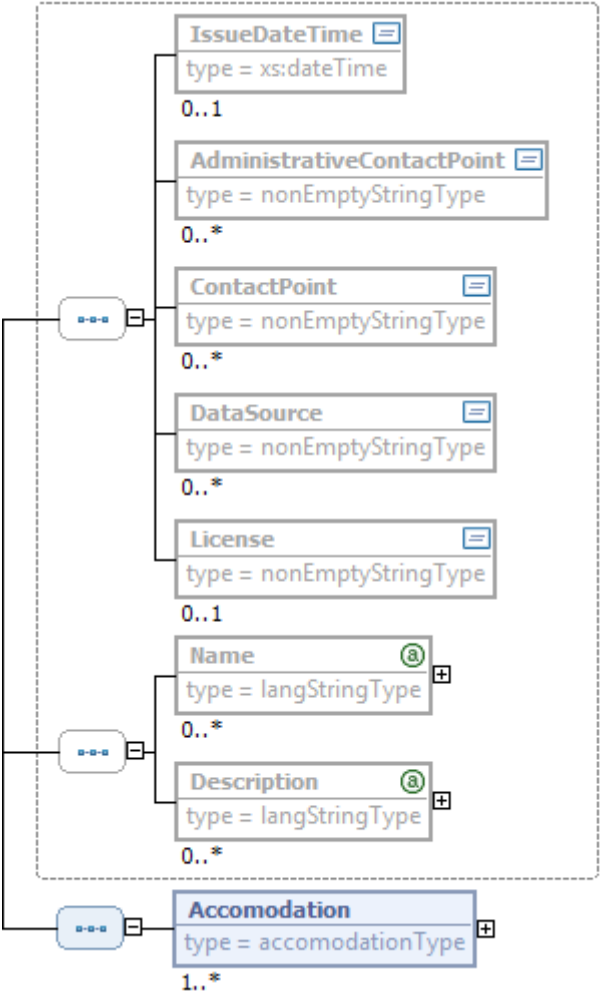 IssueDateTime
type = xs:dateTime
0..1
AdministrativeContactPoint
type = nonEmptyStringType
0..*
ContactPoint
type = nonEmptyStringType
0..*
DataSource
type = nonEmptyStringType
0..*
License
type = nonEmptyStringType
0..1
Name
a
type = langStringType
0..*
Description
a
type = langStringType
0..*
Accomodation
type = accomodationType
1..*